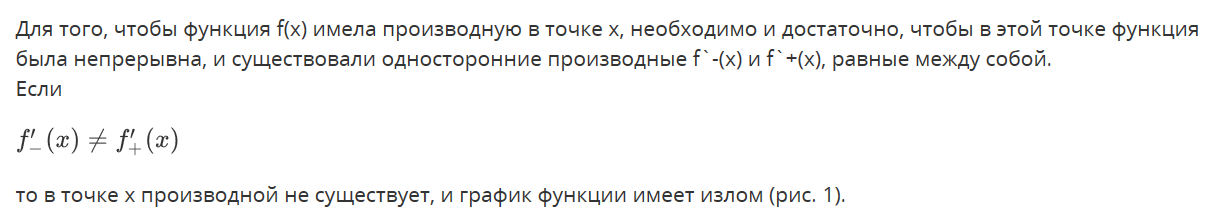 Для того, чтобы функция f(x) имела производную в точке x, необходимо и достаточно, чтобы в этой точке функция
была непрерывна, и существовали односторонние производные f`-(x) и f`+(x), равные между собой.
Если
f′₋(x) ≠ f′₊(x)
то в точке x производной не существует, и график функции имеет излом (рис. 1).